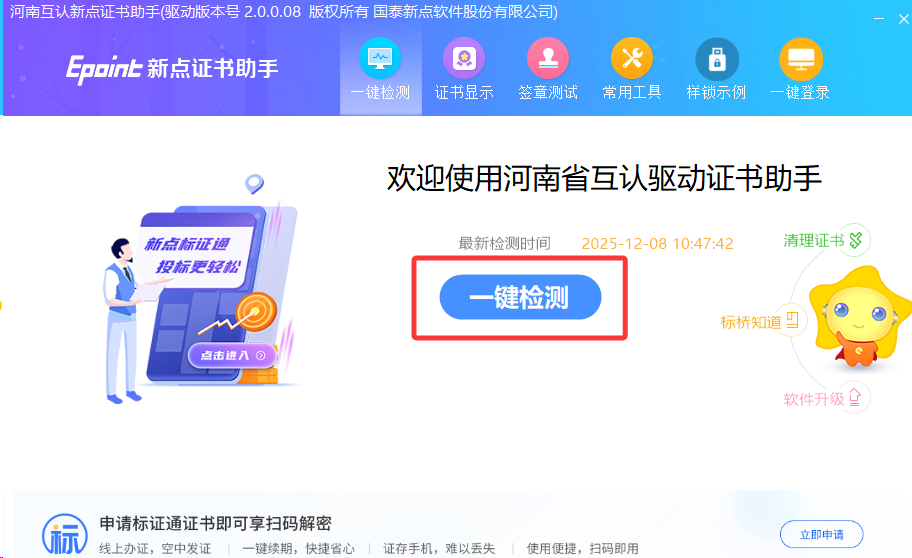 河南互认新点证书助手(驱动版本号 2.0.0.08 版权所有 国泰新点软件股份有限公司)
Epoint 新点证书助手
一键检测 证书显示 签章测试 常用工具 样锁示例 一键登录
欢迎使用河南省互认驱动证书助手
最新检测时间 2025-12-08 10:47:42
清理证书
新点标证通
投标更轻松
一键检测
标桥知道
点击进入
软件升级
标
申请标证通证书即可享扫码解密
线上办证，空中发证 | 一键续期，快捷省心 | 证存手机，难以丢失 | 使用便捷，扫码即用
立即申请